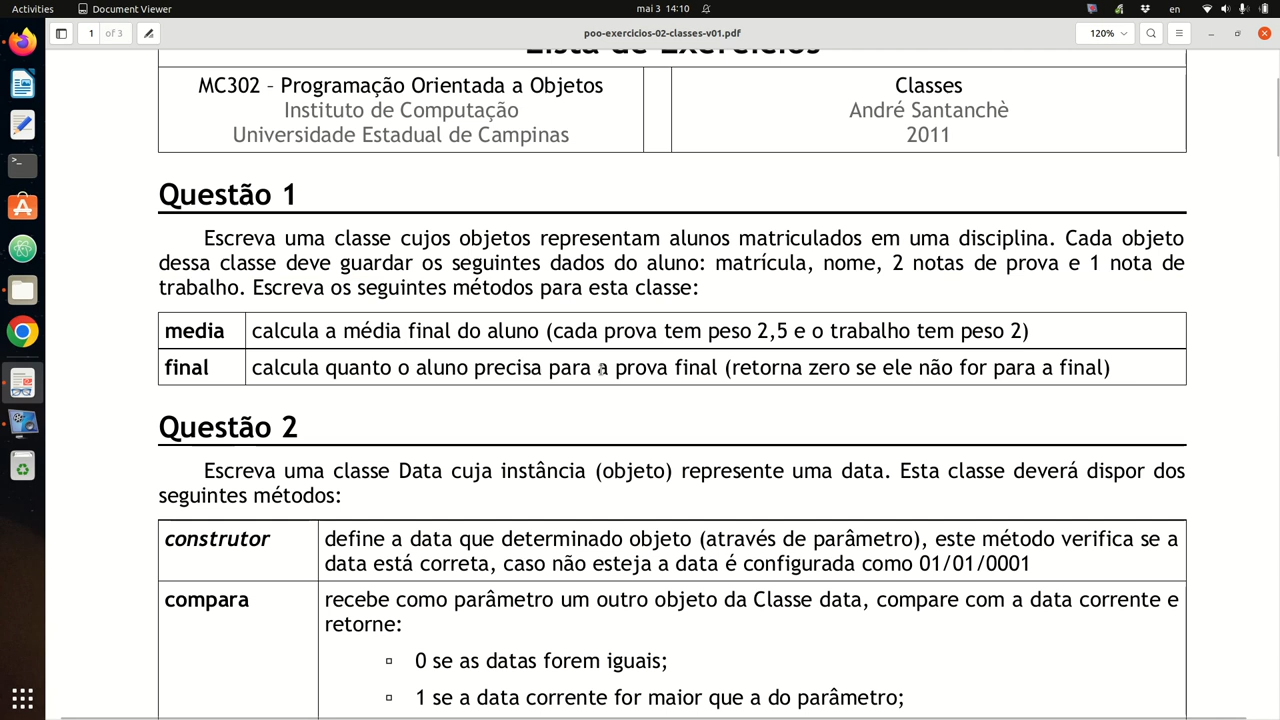 Activities
Document Viewer
mai 3 14:10
en
1 of 3
poo-exercicios-02-classes-v01.pdf
120%
Lista de Exercícios
MC302 – Programação Orientada a Objetos
Instituto de Computação
Universidade Estadual de Campinas
Classes
André Santanchè
2011
Questão 1
Escreva uma classe cujos objetos representam alunos matriculados em uma disciplina. Cada objeto
dessa classe deve guardar os seguintes dados do aluno: matrícula, nome, 2 notas de prova e 1 nota de
trabalho. Escreva os seguintes métodos para esta classe:
media calcula a média final do aluno (cada prova tem peso 2,5 e o trabalho tem peso 2)
final calcula quanto o aluno precisa para a prova final (retorna zero se ele não for para a final)
Questão 2
Escreva uma classe Data cuja instância (objeto) represente uma data. Esta classe deverá dispor dos
seguintes métodos:
construtor define a data que determinado objeto (através de parâmetro), este método verifica se a
data está correta, caso não esteja a data é configurada como 01/01/0001
compara recebe como parâmetro um outro objeto da Classe data, compare com a data corrente e
retorne:
0 se as datas forem iguais;
1 se a data corrente for maior que a do parâmetro;